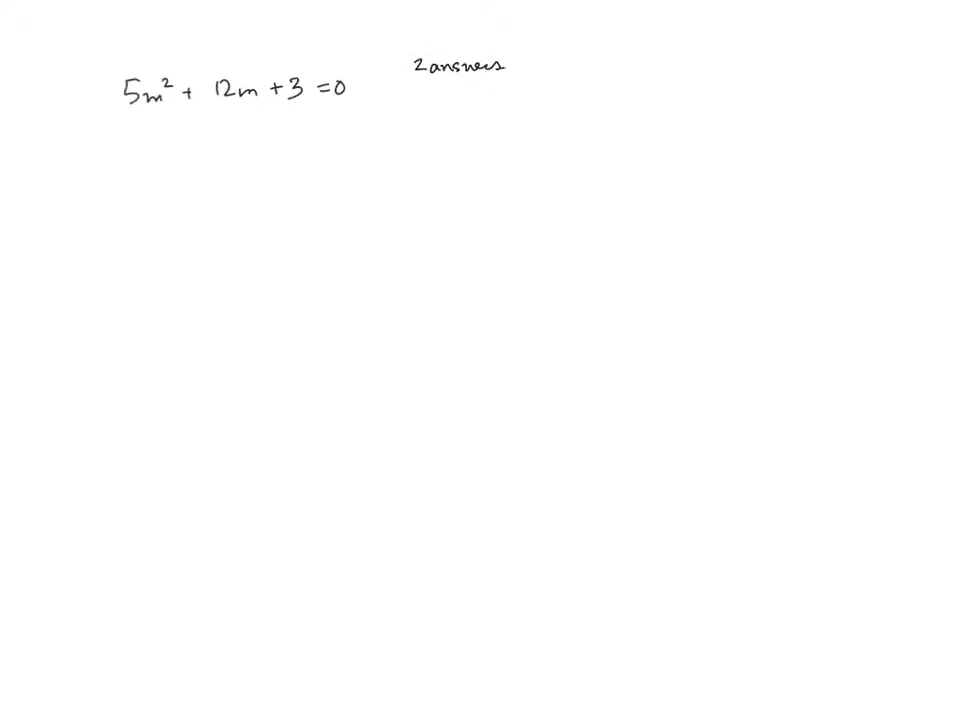 2 answers
5m² + 12m + 3 = 0